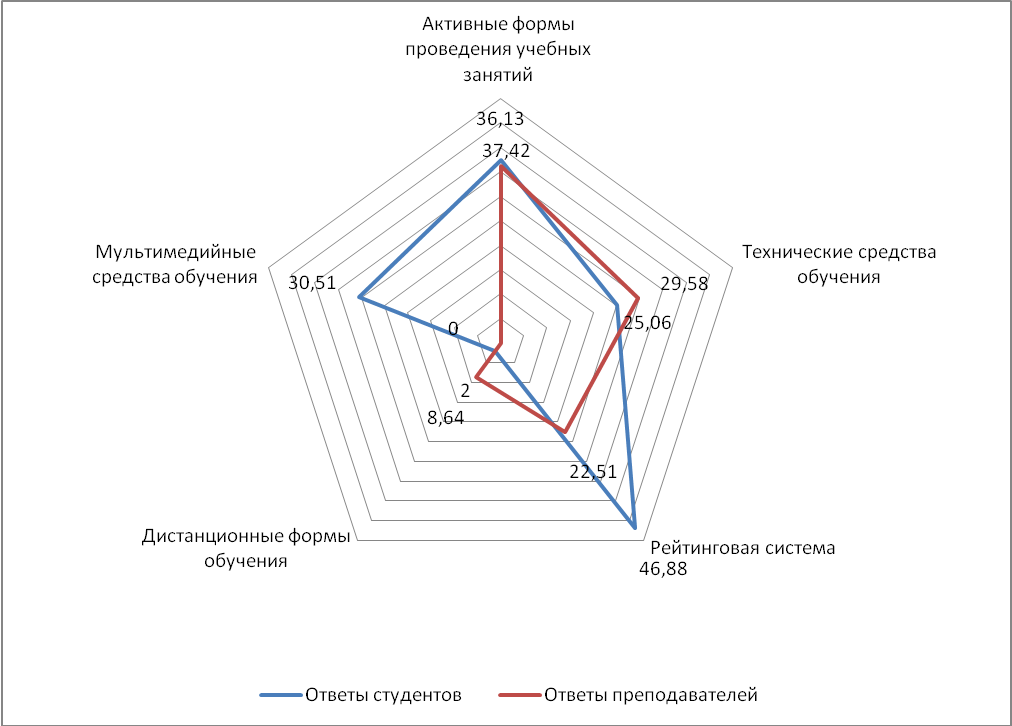 Активные формы
проведения учебных
занятий
36,13
37,42
Мультимедийные
средства обучения
30,51
Технические средства
обучения
29,58
25,06
0
2
8,64
22,51
Дистанционные формы
обучения
Рейтинговая система
46,88
Ответы студентов
Ответы преподавателей